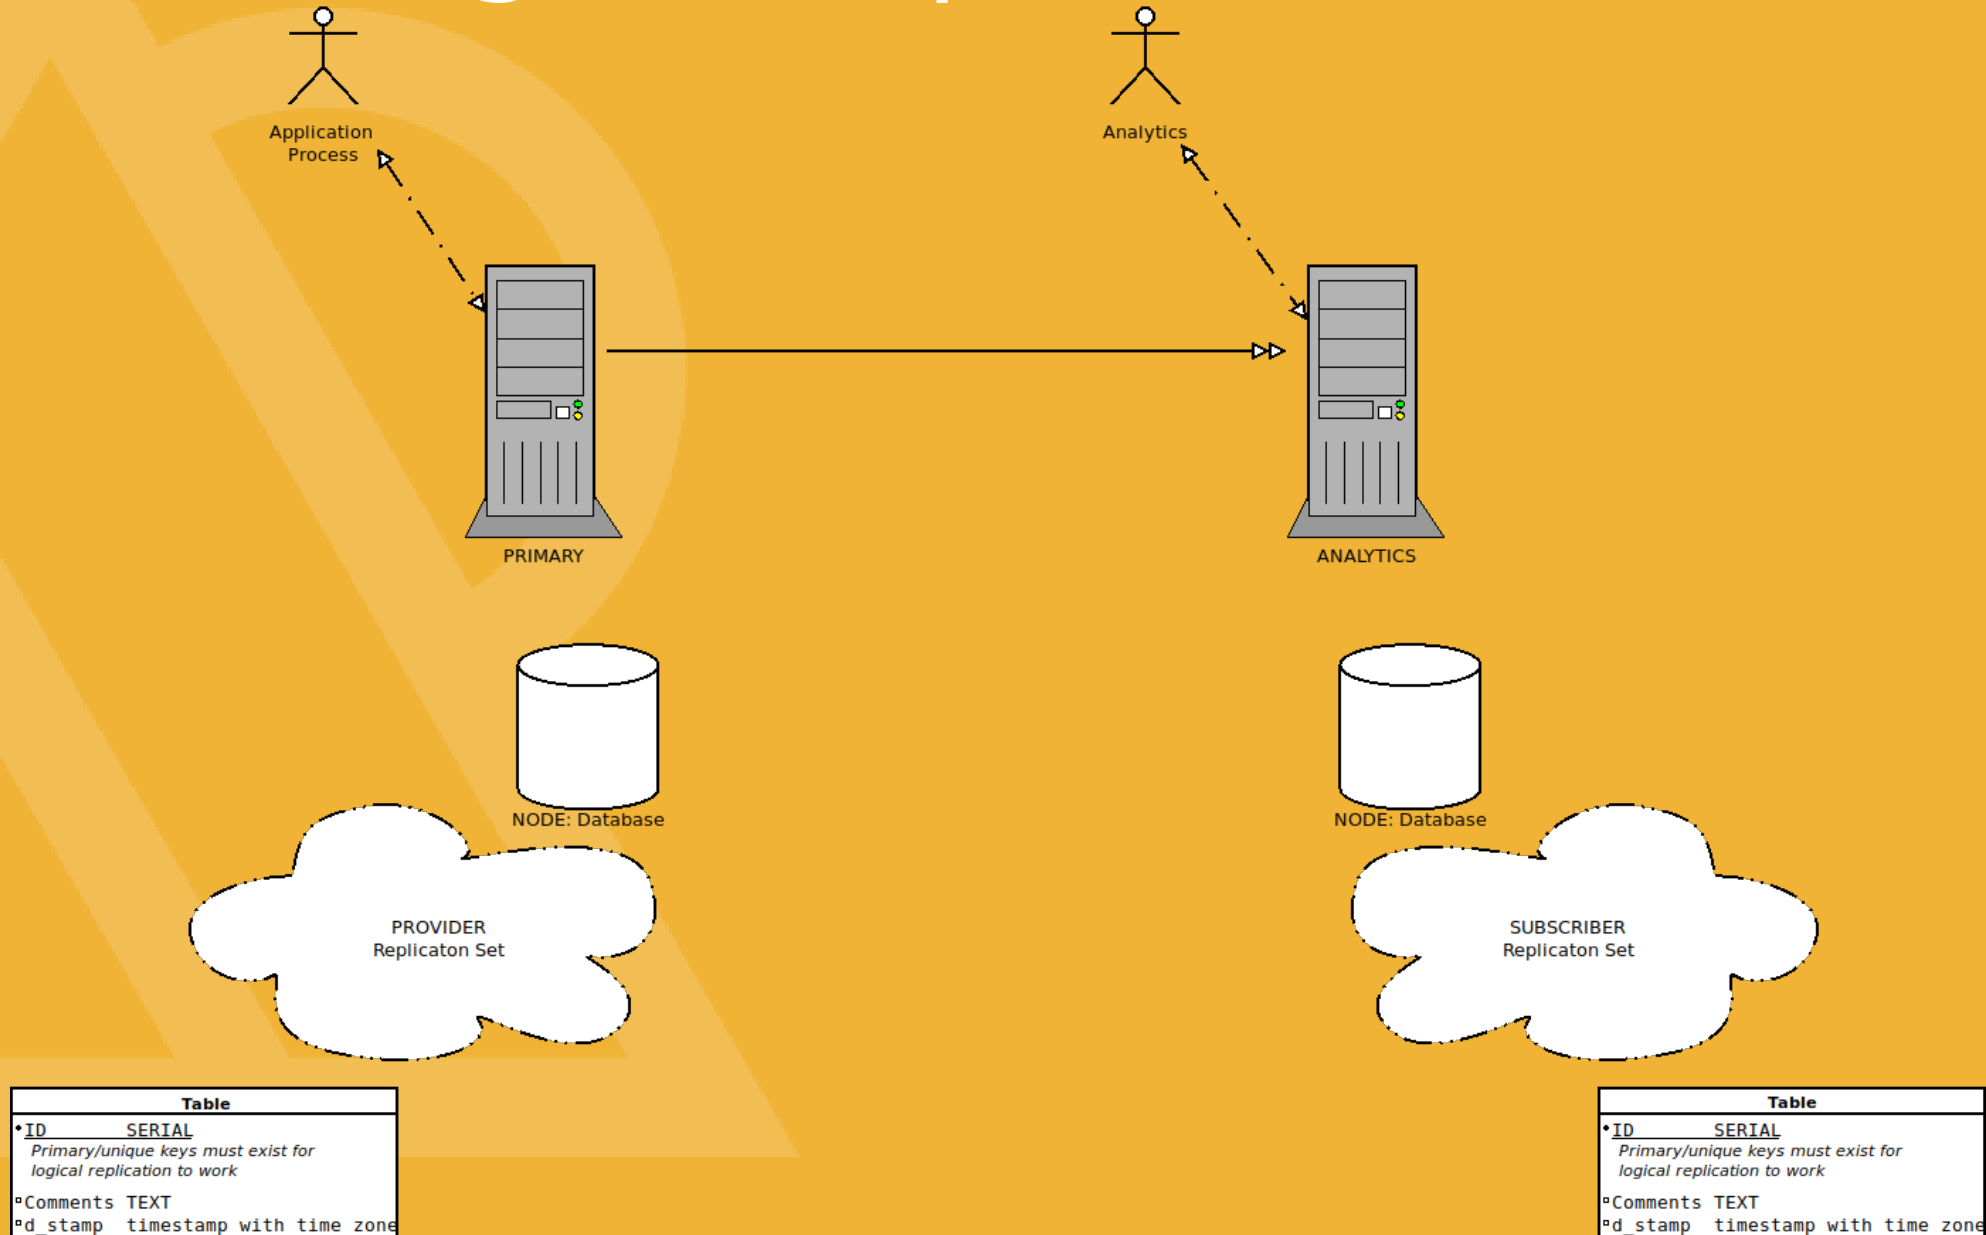 Application
Process
Analytics
PRIMARY
ANALYTICS
NODE: Database
NODE: Database
PROVIDER
Replicaton Set
SUBSCRIBER
Replicaton Set
Table
ID SERIAL
Primary/unique keys must exist for
logical replication to work
Comments TEXT
d_stamp timestamp with time zone
Table
ID SERIAL
Primary/unique keys must exist for
logical replication to work
Comments TEXT
d_stamp timestamp with time zone